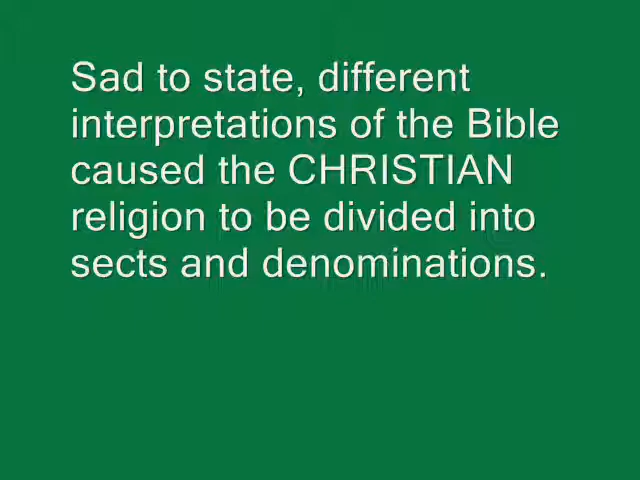 Sad to state, different
interpretations of the Bible
caused the CHRISTIAN
religion to be divided into
sects and denominations.